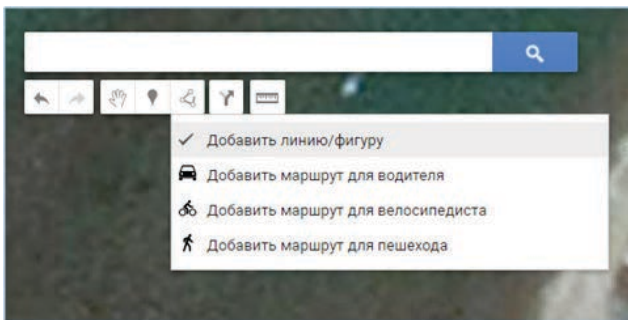 Добавить линию/фигуру
Добавить маршрут для водителя
Добавить маршрут для велосипедиста
Добавить маршрут для пешехода